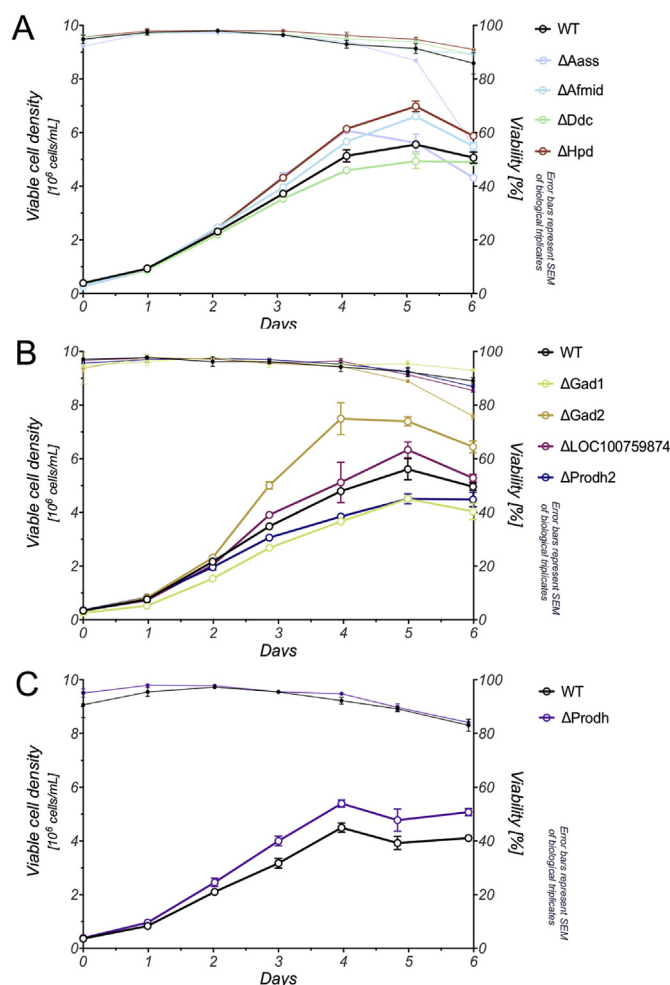 A
10
8
6
4
2
0
Viable cell density
[10⁶ cells/mL]
100
80
60
40
20
0
Viability [%]
0 1 2 3 4 5 6
Days
WT
ΔAass
ΔAfmid
ΔDdc
ΔHpd
Error bars represent SEM
of biological triplicates
B
10
8
6
4
2
0
Viable cell density
[10⁶ cells/mL]
100
80
60
40
20
0
Viability [%]
0 1 2 3 4 5 6
Days
WT
ΔGad1
ΔGad2
ΔLOC100759874
ΔProdh2
Error bars represent SEM
of biological triplicates
C
10
8
6
4
2
0
Viable cell density
[10⁶ cells/mL]
100
80
60
40
20
0
Viability [%]
0 1 2 3 4 5 6
Days
WT
ΔProdh
Error bars represent SEM
of biological triplicates